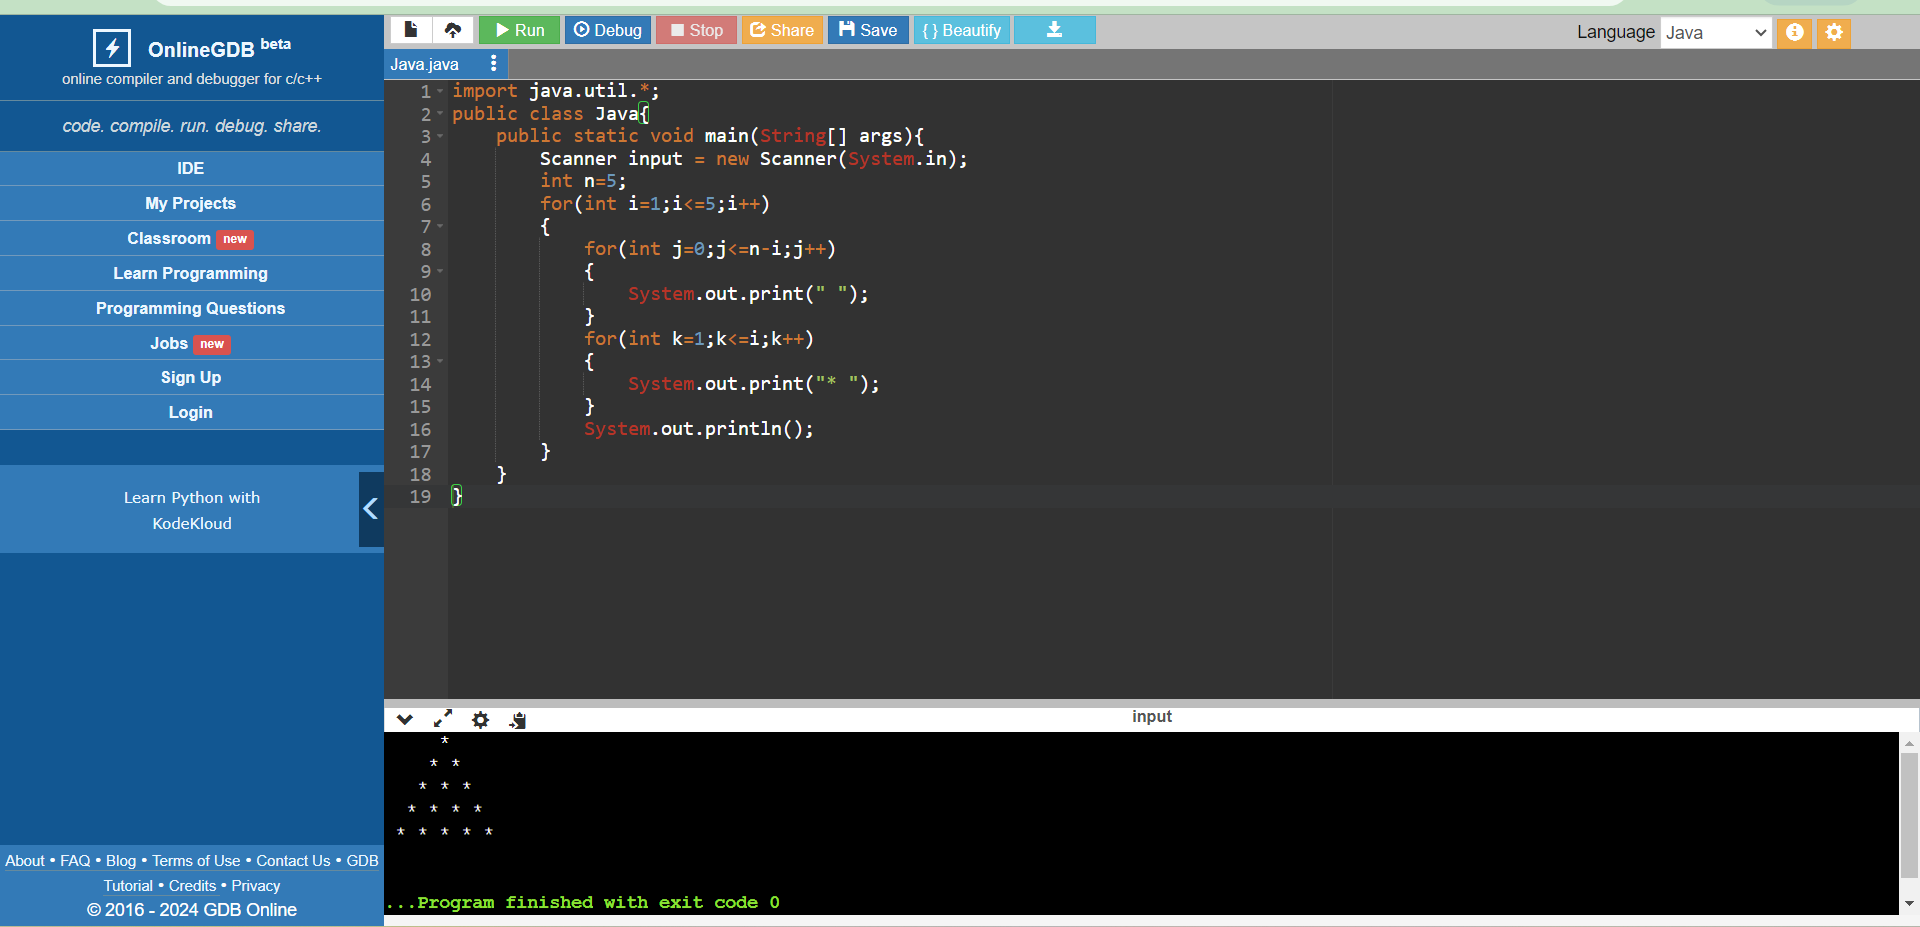 OnlineGDB beta
online compiler and debugger for c/c++
code. compile. run. debug. share.
IDE
My Projects
Classroom new
Learn Programming
Programming Questions
Jobs new
Sign Up
Login
Learn Python with
KodeKloud
About • FAQ • Blog • Terms of Use • Contact Us • GDB
Tutorial • Credits • Privacy
© 2016 - 2024 GDB Online
Run Debug Stop Share Save { } Beautify
Language Java
Java.java
1 import java.util.*;
2 public class Java{
3     public static void main(String[] args){
4         Scanner input = new Scanner(System.in);
5         int n=5;
6         for(int i=1;i<=5;i++)
7         {
8             for(int j=0;j<=n-i;j++)
9             {
10                 System.out.print(" ");
11             }
12             for(int k=1;k<=i;k++)
13             {
14                 System.out.print("* ");
15             }
16             System.out.println();
17         }
18     }
19 }
input
     *
    * *
   * * *
  * * * *
 * * * * *
...Program finished with exit code 0